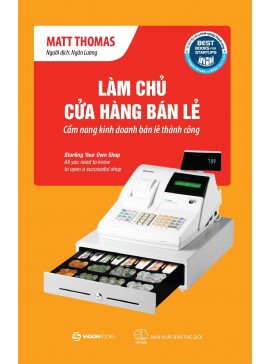 MATT THOMAS
Người dịch: Ngân Lương
BEST
BOOKS FOR
STARTUPS
LÀM CHỦ
CỬA HÀNG BÁN LẺ
Cẩm nang kinh doanh bán lẻ thành công
Starting Your Own Shop
All you need to know
to open a successful shop
SAIGONBOOKS
NHÀ XUẤT BẢN THẾ GIỚI